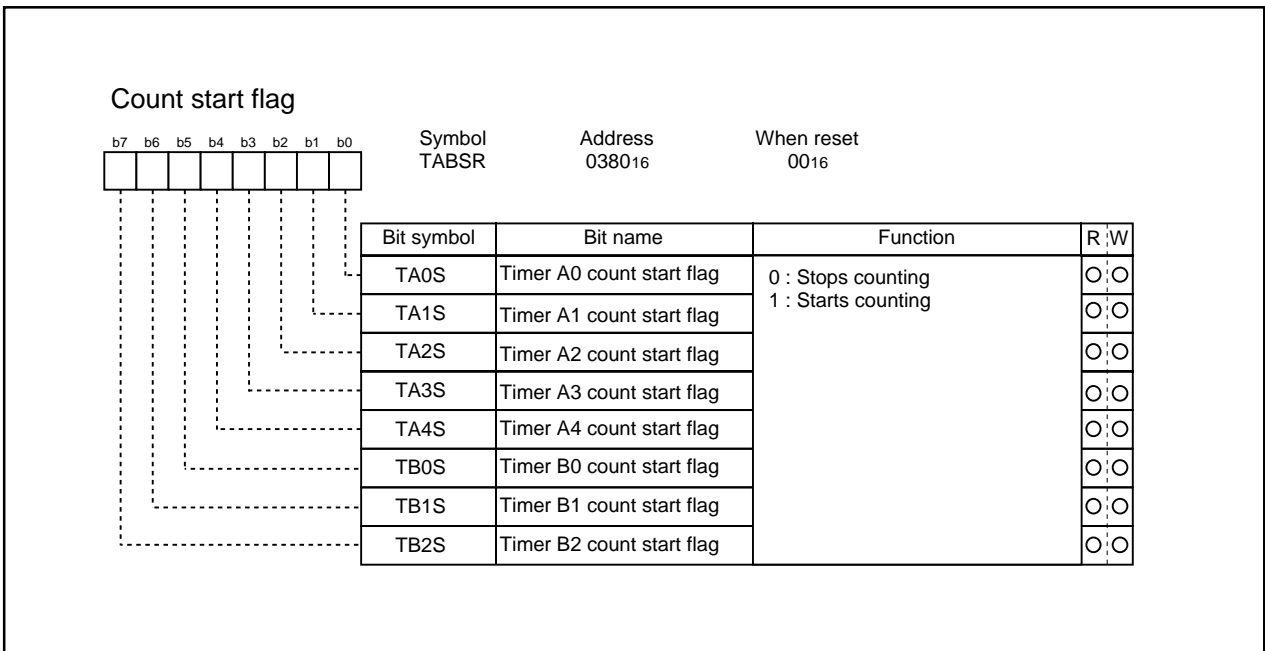 Count start flag
b7 b6 b5 b4 b3 b2 b1 b0
Symbol Address When reset
TABSR 038016 0016
Bit symbol Bit name Function R W
TA0S Timer A0 count start flag 0 : Stops counting
1 : Starts counting
TA1S Timer A1 count start flag
TA2S Timer A2 count start flag
TA3S Timer A3 count start flag
TA4S Timer A4 count start flag
TB0S Timer B0 count start flag
TB1S Timer B1 count start flag
TB2S Timer B2 count start flag